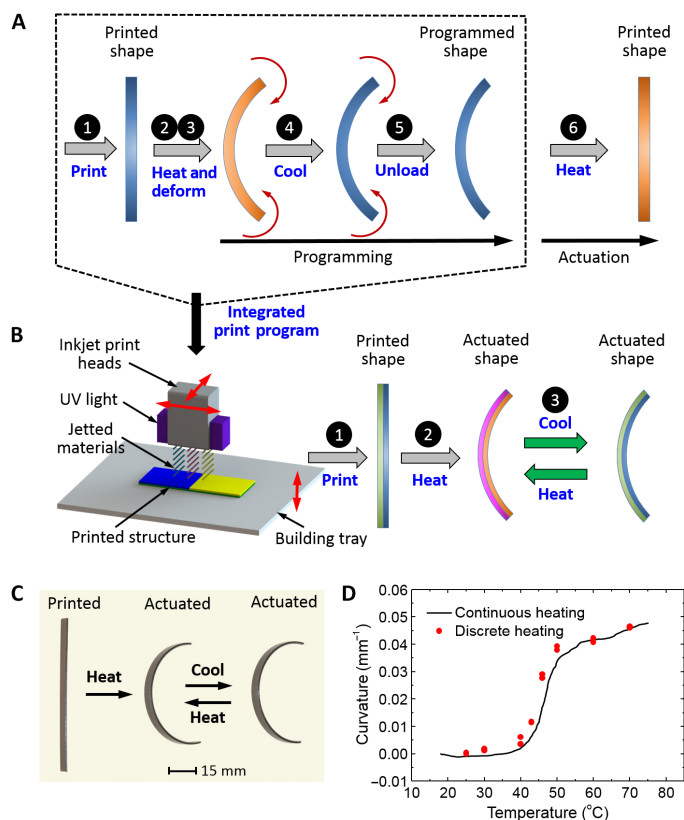 A
Printed
shape
Programmed
shape
Printed
shape
1
2
3
4
5
6
Print
Heat and
deform
Cool
Unload
Heat
Programming
Actuation
Integrated
print program
B
Inkjet print
heads
UV light
Jetted
materials
Printed structure
Building tray
Printed
shape
Actuated
shape
Actuated
shape
1
2
3
Print
Heat
Cool
Heat
C
Printed
Actuated
Actuated
Heat
Cool
Heat
15 mm
D
0.06
0.05
0.04
0.03
0.02
0.01
0.00
−0.01
Curvature (mm⁻¹)
Continuous heating
Discrete heating
10 20 30 40 50 60 70 80
Temperature (°C)